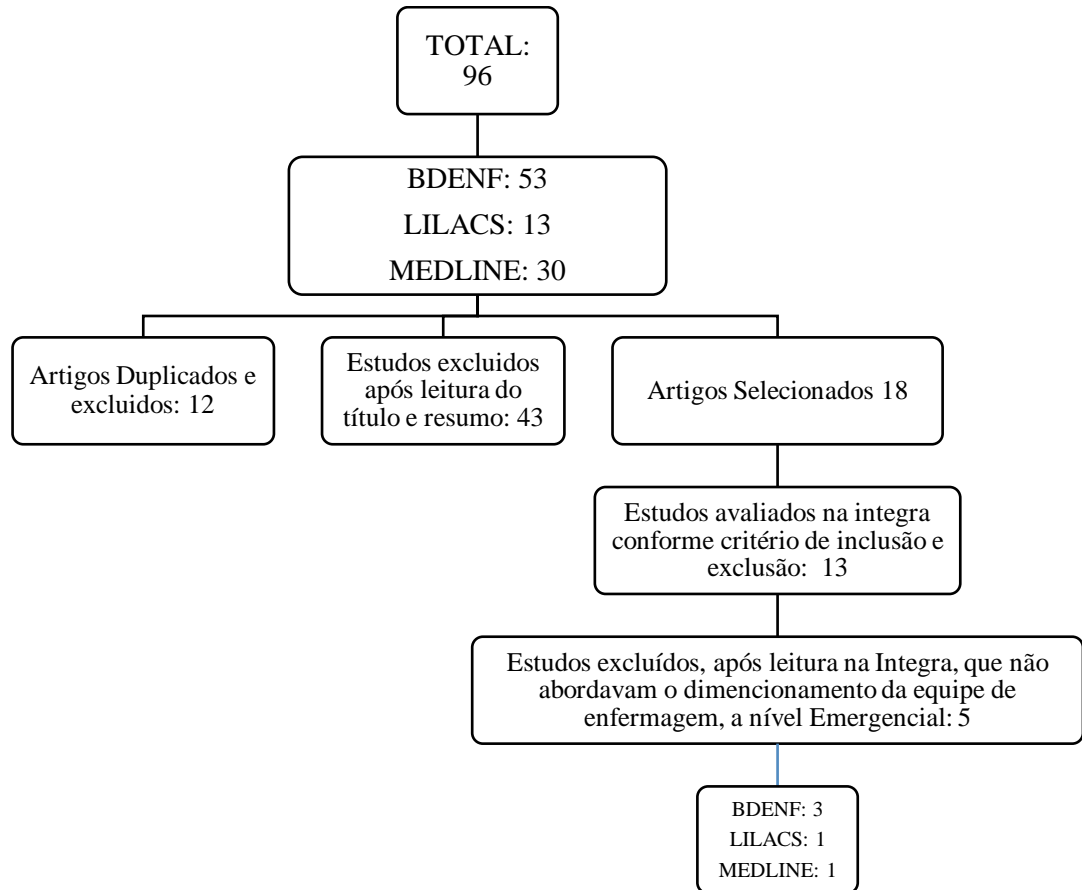 TOTAL:
96
BDENF: 53
LILACS: 13
MEDLINE: 30
Artigos Duplicados e
excluidos: 12
Estudos excluidos
após leitura do
título e resumo: 43
Artigos Selecionados 18
Estudos avaliados na integra
conforme critério de inclusão e
exclusão: 13
Estudos excluídos, após leitura na Integra, que não
abordavam o dimencionamento da equipe de
enfermagem, a nível Emergencial: 5
BDENF: 3
LILACS: 1
MEDLINE: 1